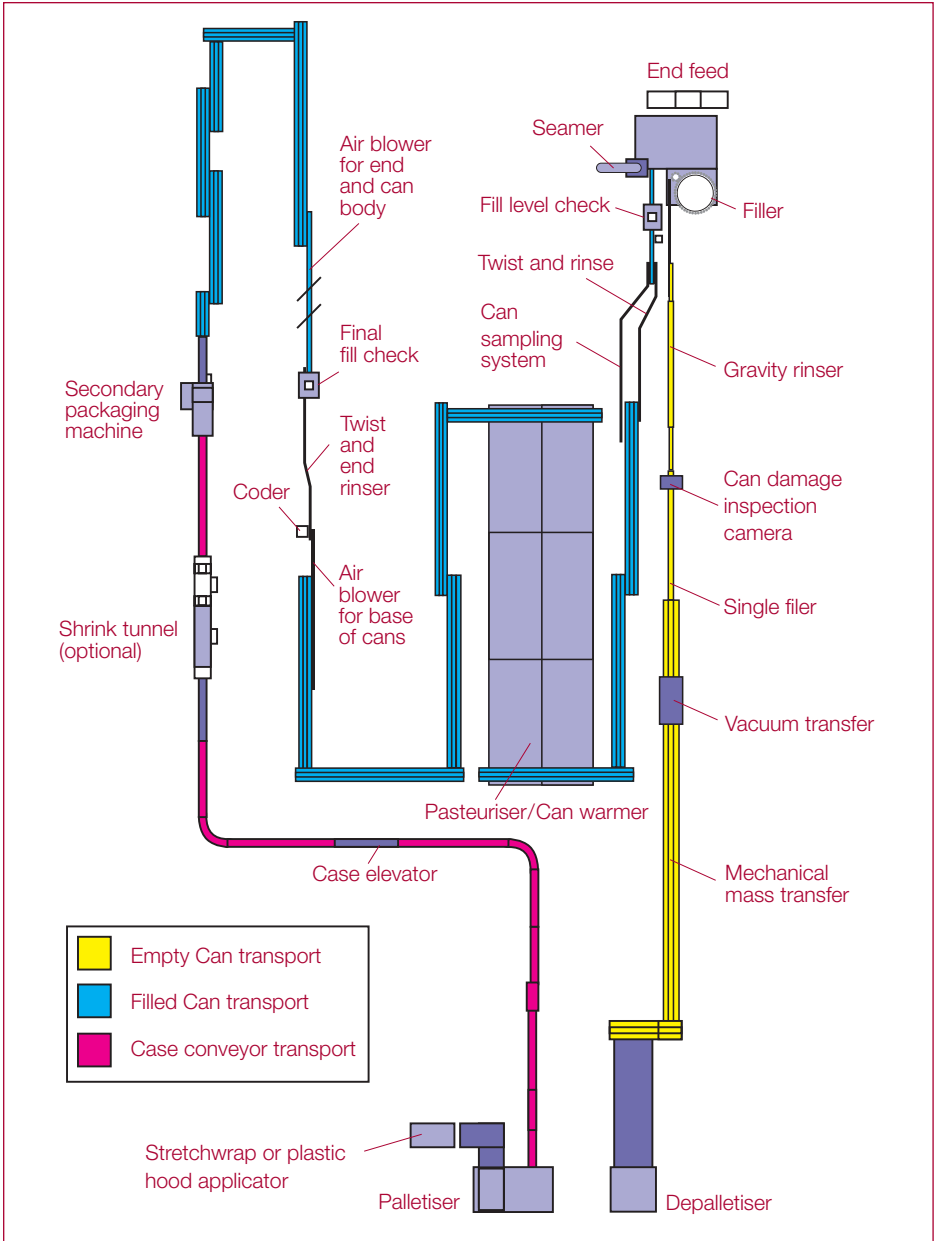 End feed
Seamer
Air blower
for end
and can
body
Fill level check
Filler
Twist and rinse
Can
sampling
system
Final
fill check
Gravity rinser
Secondary
packaging
machine
Twist
and
end
rinser
Can damage
inspection
camera
Coder
Air
blower
for base
of cans
Single filer
Shrink tunnel
(optional)
Vacuum transfer
Pasteuriser/Can warmer
Case elevator
Mechanical
mass transfer
Empty Can transport
Filled Can transport
Case conveyor transport
Stretchwrap or plastic
hood applicator
Palletiser
Depalletiser